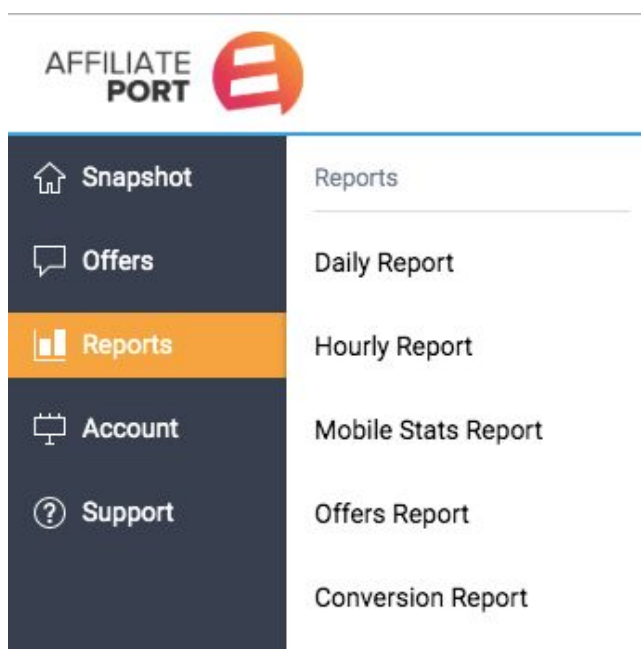 AFFILIATE
PORT
Snapshot
Offers
Reports
Account
Support
Reports
Daily Report
Hourly Report
Mobile Stats Report
Offers Report
Conversion Report